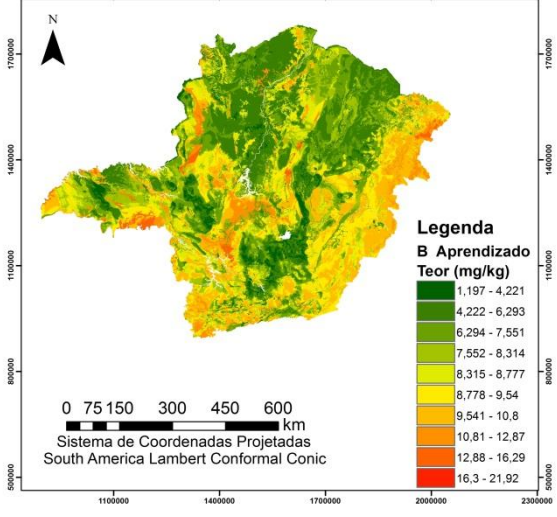 N
1700000
1700000
1400000
1400000
1100000
1100000
800000
800000
500000
500000
Legenda
B Aprendizado
Teor (mg/kg)
1,197 - 4,221
4,222 - 6,293
6,294 - 7,551
7,552 - 8,314
8,315 - 8,777
8,778 - 9,54
9,541 - 10,8
10,81 - 12,87
12,88 - 16,29
16,3 - 21,92
0 75 150 300 450 600
km
Sistema de Coordenadas Projetadas
South America Lambert Conformal Conic
1100000 1400000 1700000 2000000 2300000